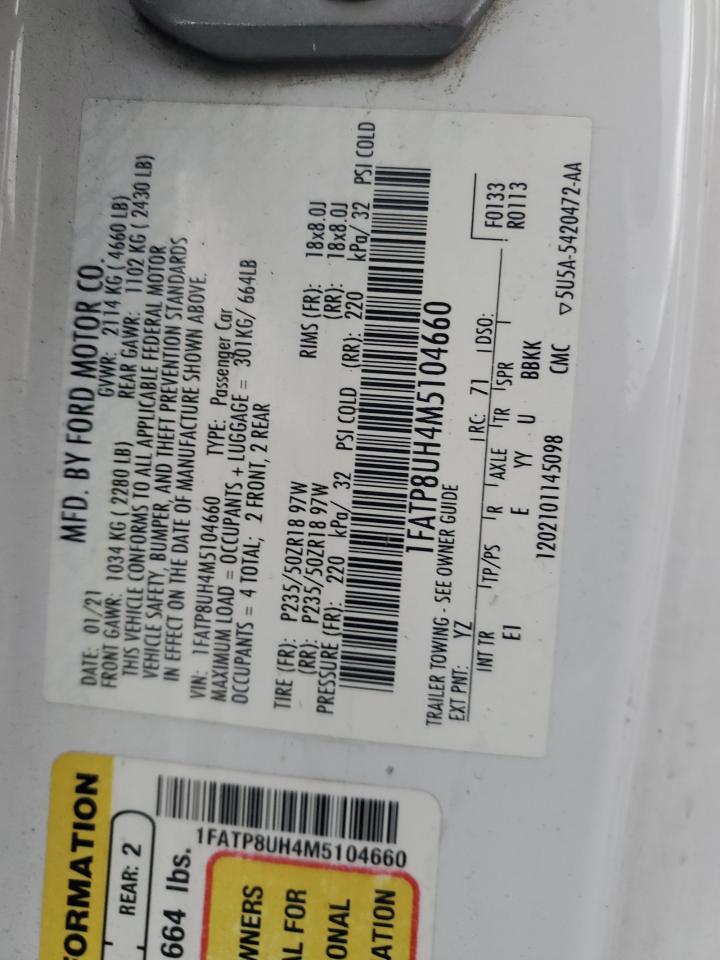 MFD. BY FORD MOTOR CO.
DATE: 01/21 GVWR: 2114 KG ( 4660 LB)
FRONT GAWR: 1034 KG ( 2280 LB) REAR GAWR: 1102 KG ( 2430 LB)
THIS VEHICLE CONFORMS TO ALL APPLICABLE FEDERAL MOTOR
VEHICLE SAFETY, BUMPER, AND THEFT PREVENTION STANDARDS
IN EFFECT ON THE DATE OF MANUFACTURE SHOWN ABOVE.
VIN: 1FATP8UH4M5104660 TYPE: Passenger Car
MAXIMUM LOAD = OCCUPANTS + LUGGAGE = 301KG/ 664LB
OCCUPANTS = 4 TOTAL; 2 FRONT, 2 REAR
TIRE (FR): P235/50ZR18 97W RIMS (FR): 18x8.0J
(RR): P235/50ZR18 97W (RR): 18x8.0J
PRESSURE (FR): 220 kPa/ 32 PSI COLD (RR): 220 kPa/ 32 PSI COLD
1FATP8UH4M5104660
TRAILER TOWING - SEE OWNER GUIDE
EXT PNT: YZ RC: 71 DSO: F0133
R0113
INT TR TP/PS R AXLE TR SPR
E1 E YY U BBKK
1202101145098 CMC ▽5U5A-5420472-AA
FORMATION
REAR: 2
664 lbs.
1FATP8UH4M5104660
WNERS
AL FOR
ONAL
ATION